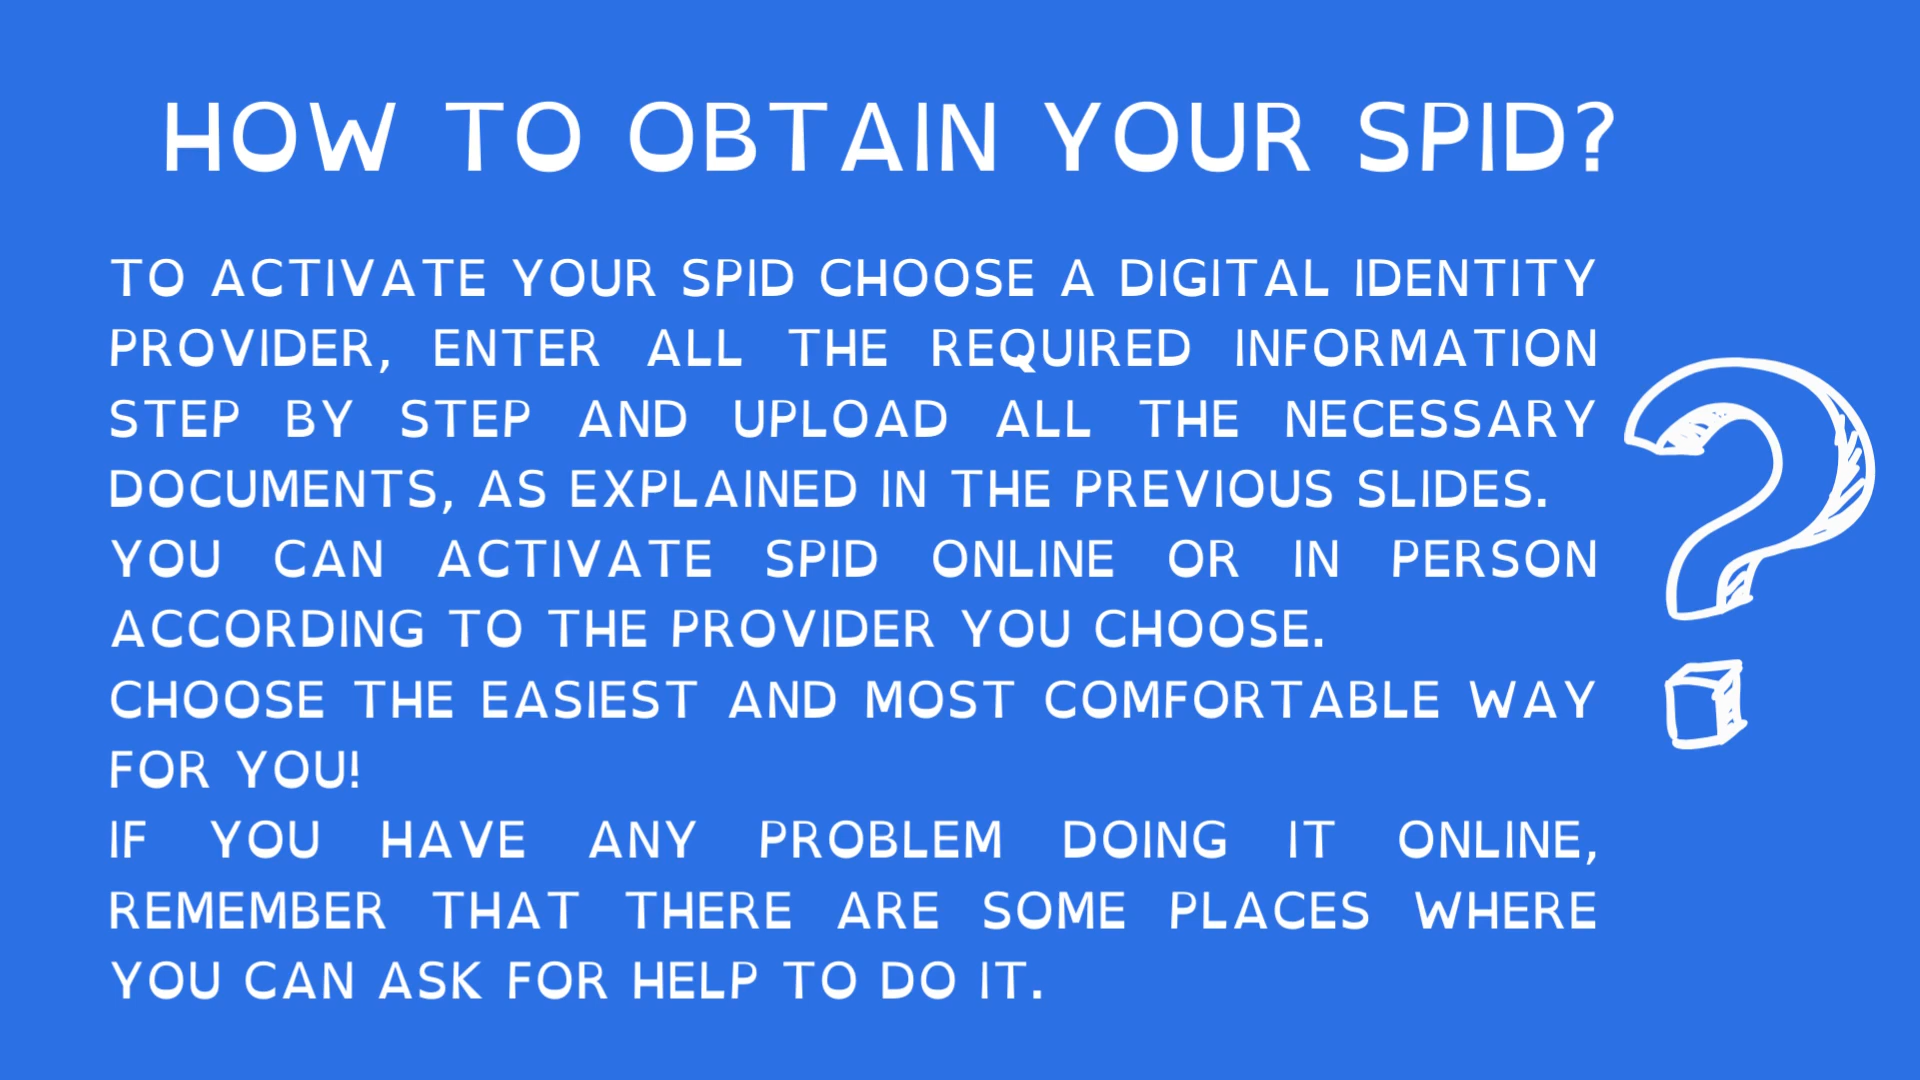 HOW TO OBTAIN YOUR SPID?
TO ACTIVATE YOUR SPID CHOOSE A DIGITAL IDENTITY
PROVIDER, ENTER ALL THE REQUIRED INFORMATION
STEP BY STEP AND UPLOAD ALL THE NECESSARY
DOCUMENTS, AS EXPLAINED IN THE PREVIOUS SLIDES.
YOU CAN ACTIVATE SPID ONLINE OR IN PERSON
ACCORDING TO THE PROVIDER YOU CHOOSE.
CHOOSE THE EASIEST AND MOST COMFORTABLE WAY
FOR YOU!
IF YOU HAVE ANY PROBLEM DOING IT ONLINE,
REMEMBER THAT THERE ARE SOME PLACES WHERE
YOU CAN ASK FOR HELP TO DO IT.